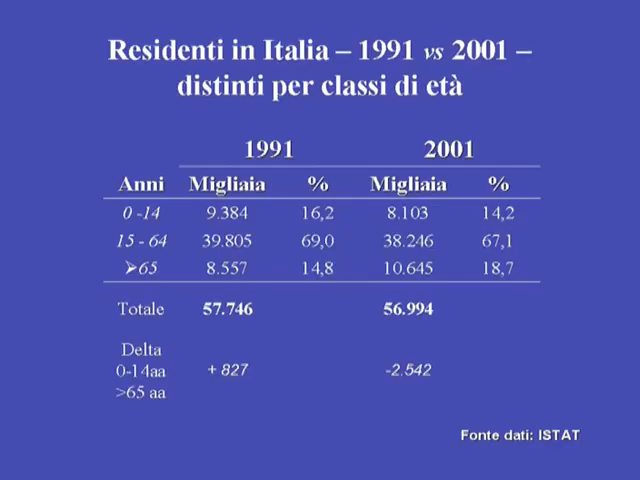 Residenti in Italia – 1991 vs 2001 –
distinti per classi di età
1991 2001
Anni Migliaia % Migliaia %
0 -14 9.384 16,2 8.103 14,2
15 - 64 39.805 69,0 38.246 67,1
➢65 8.557 14,8 10.645 18,7
Totale 57.746 56.994
Delta
0-14aa + 827 -2.542
>65 aa
Fonte dati: ISTAT